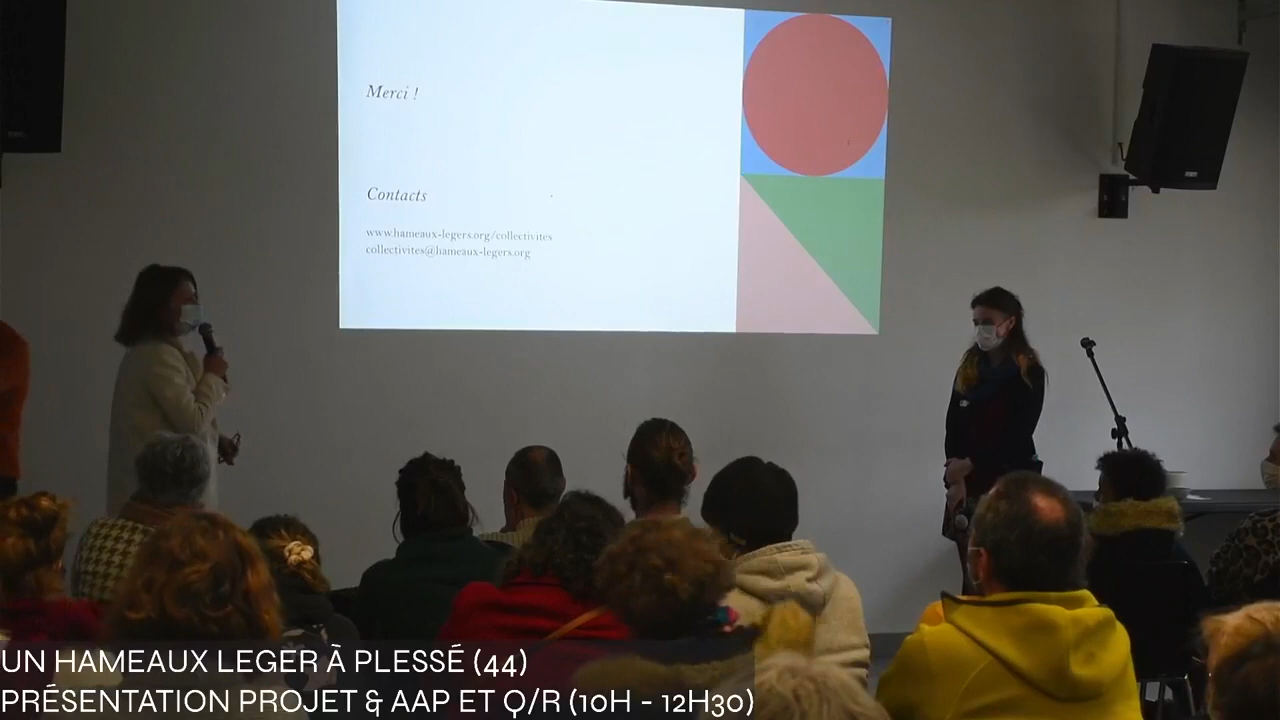 Merci !
Contacts
www.hameaux-legers.org/collectivites
collectivites@hameaux-legers.org
UN HAMEAUX LEGER À PLESSÉ (44)
PRÉSENTATION PROJET & AAP ET Q/R (10H - 12H30)